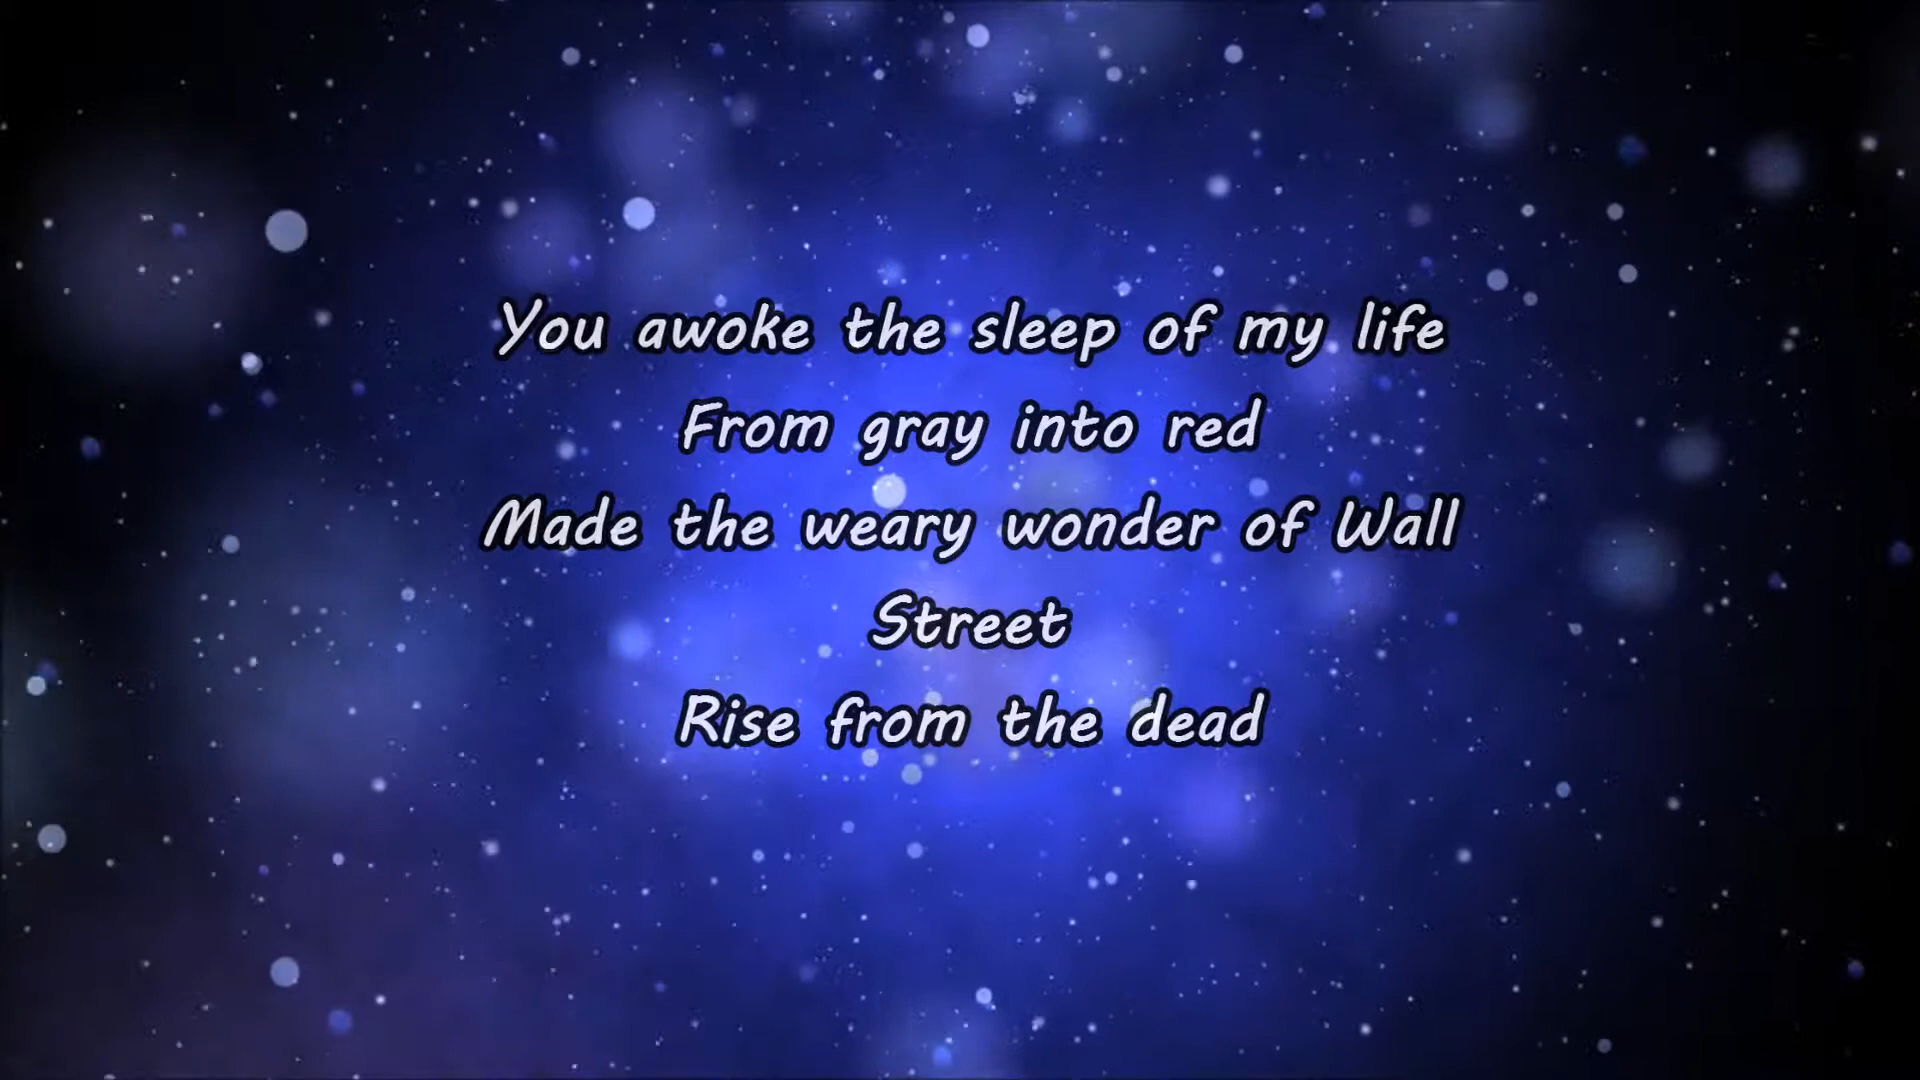 You awoke the sleep of my life
From gray into red
Made the weary wonder of Wall
Street
Rise from the dead